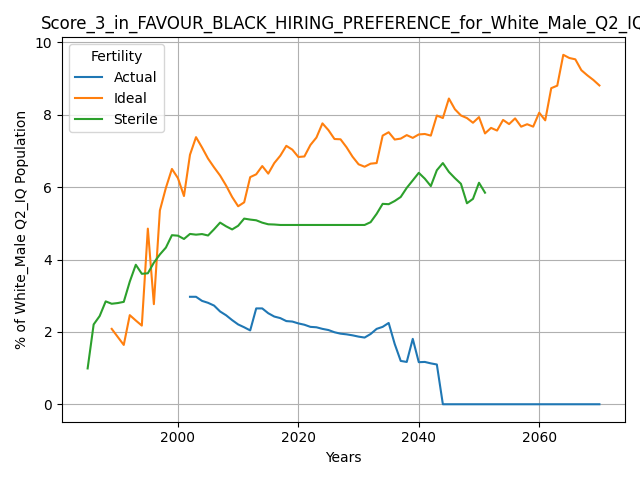 Score_3_in_FAVOUR_BLACK_HIRING_PREFERENCE_for_White_Male_Q2_IQ
10
8
6
4
2
0
% of White_Male Q2_IQ Population
Fertility
Actual
Ideal
Sterile
2000
2020
2040
2060
Years